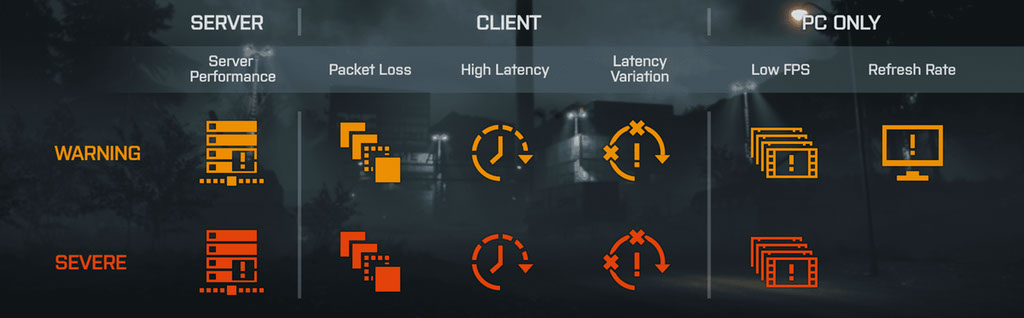 SERVER
CLIENT
PC ONLY
Server
Performance
Packet Loss
High Latency
Latency
Variation
Low FPS
Refresh Rate
WARNING
SEVERE